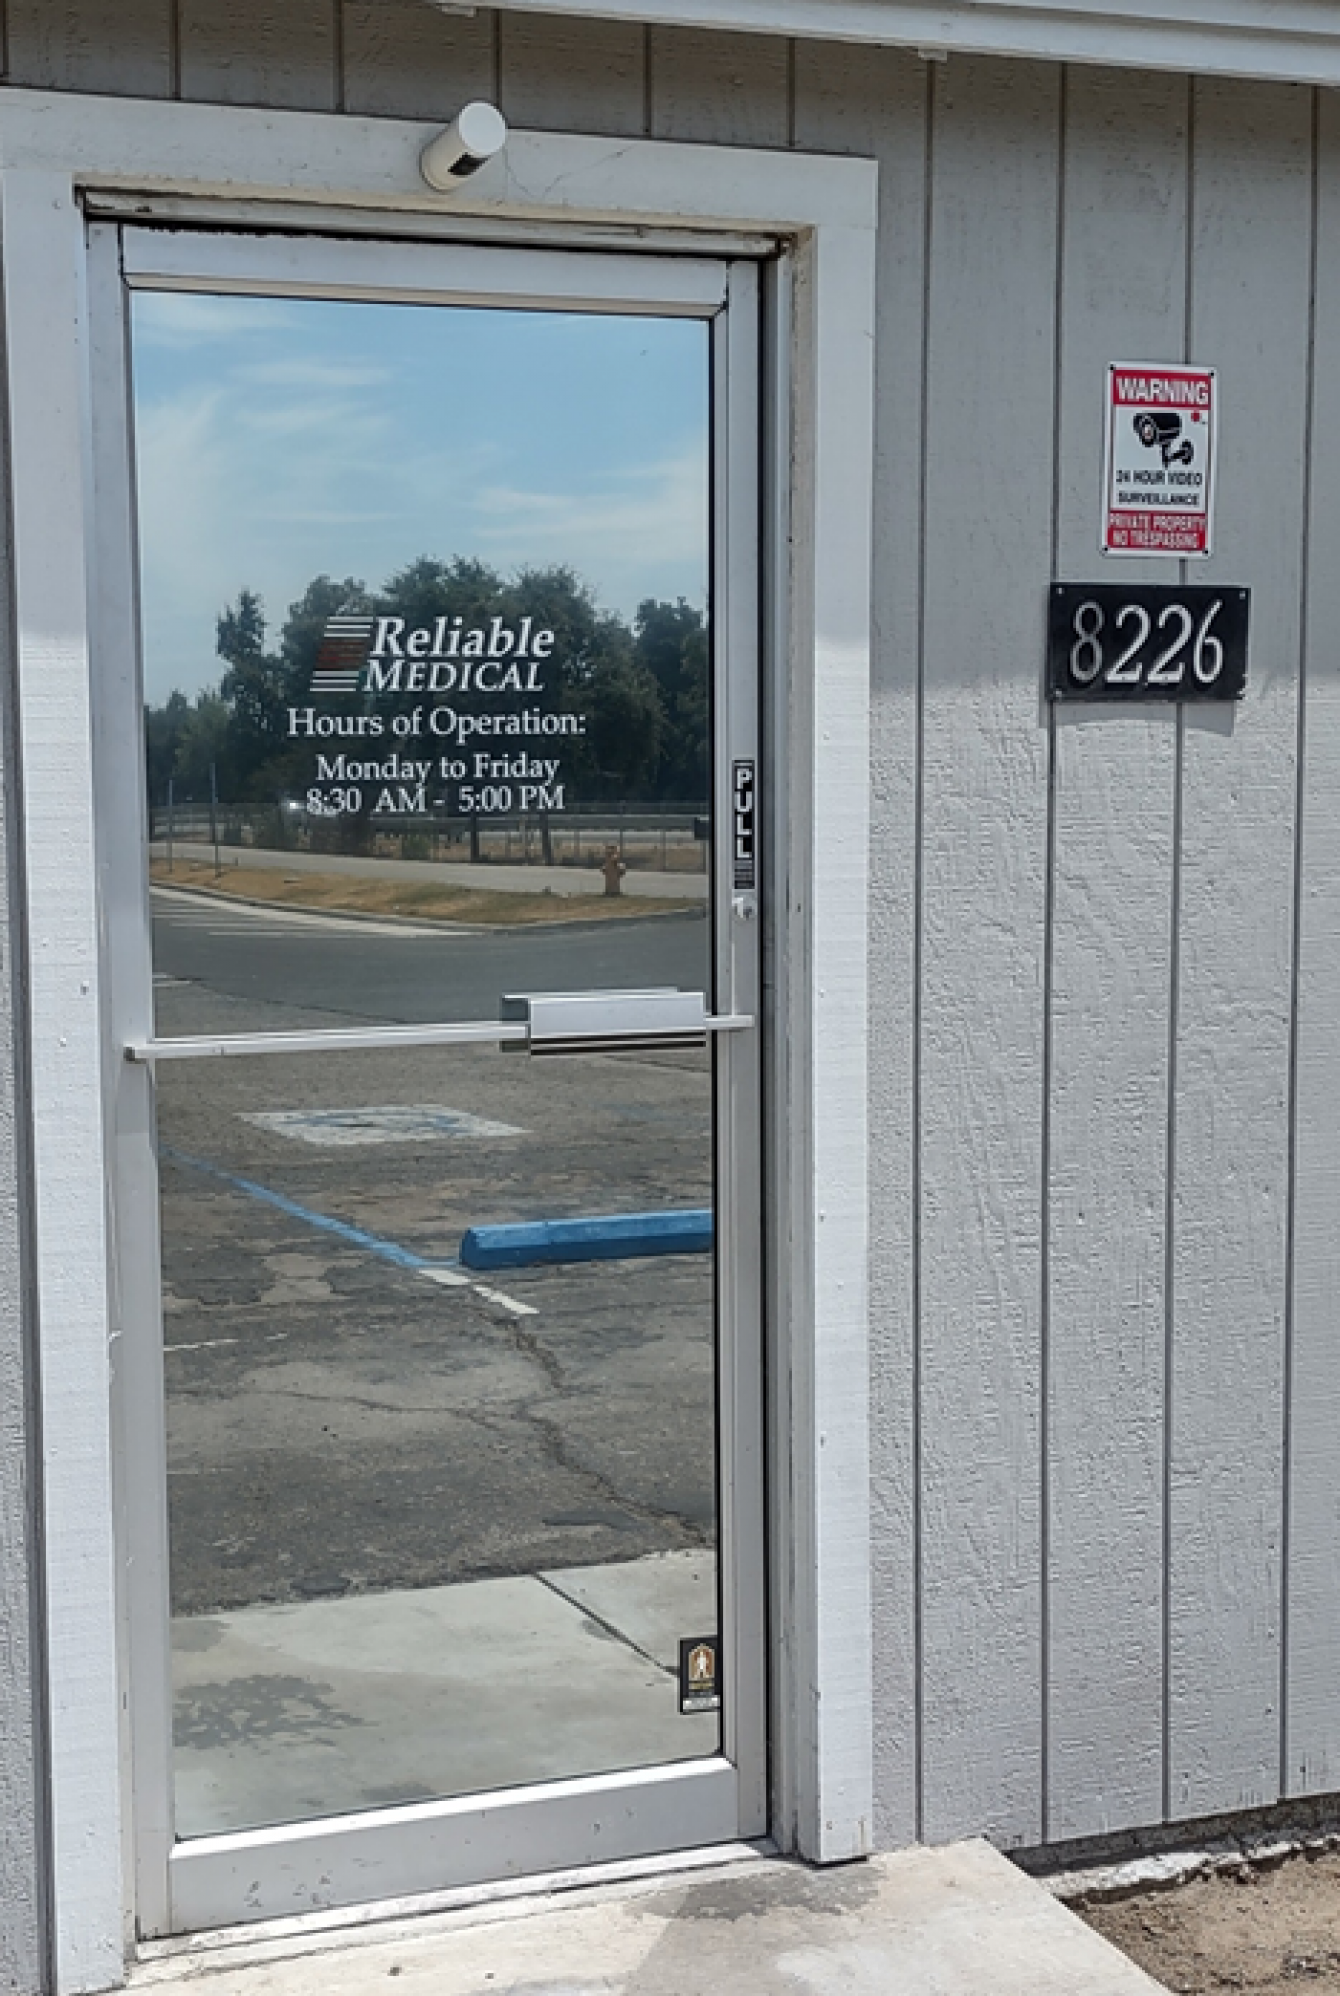 Reliable
MEDICAL
Hours of Operation:
Monday to Friday
8:30 AM - 5:00 PM
PULL
WARNING
24 HOUR VIDEO
SURVEILLANCE
PRIVATE PROPERTY
NO TRESPASSING
8226